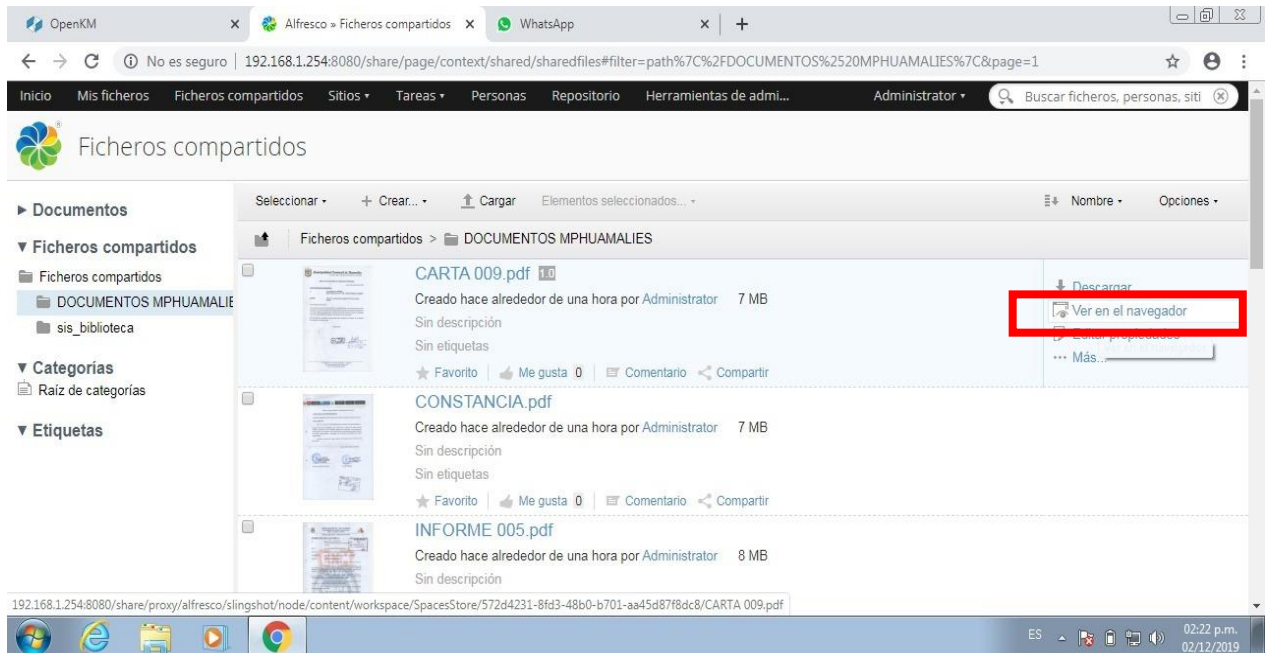 OpenKM
Alfresco » Ficheros compartidos
WhatsApp
No es seguro
192.168.1.254:8080/share/page/context/shared/sharedfiles#filter=path%7C%2FDOCUMENTOS%2520MPHUAMALIES%7C&page=1
Inicio Mis ficheros Ficheros compartidos Sitios Tareas Personas Repositorio Herramientas de admi... Administrator Buscar ficheros, personas, siti
Ficheros compartidos
Documentos
Ficheros compartidos
Ficheros compartidos
DOCUMENTOS MPHUAMALIE
sis_biblioteca
Categorías
Raíz de categorías
Etiquetas
Seleccionar + Crear... Cargar Elementos seleccionados... Nombre Opciones
Ficheros compartidos > DOCUMENTOS MPHUAMALIES
CARTA 009.pdf 1.0
Creado hace alrededor de una hora por Administrator 7 MB
Sin descripción
Sin etiquetas
Favorito Me gusta 0 Comentario Compartir
Descargar
Ver en el navegador
Editar propiedades
Más...
CONSTANCIA.pdf
Creado hace alrededor de una hora por Administrator 7 MB
Sin descripción
Sin etiquetas
Favorito Me gusta 0 Comentario Compartir
INFORME 005.pdf
Creado hace alrededor de una hora por Administrator 8 MB
Sin descripción
192.168.1.254:8080/share/proxy/alfresco/slingshot/node/content/workspace/SpacesStore/572d4231-8fd3-48b0-b701-aa45d87f8dc8/CARTA 009.pdf
ES
02:22 p.m.
02/12/2019